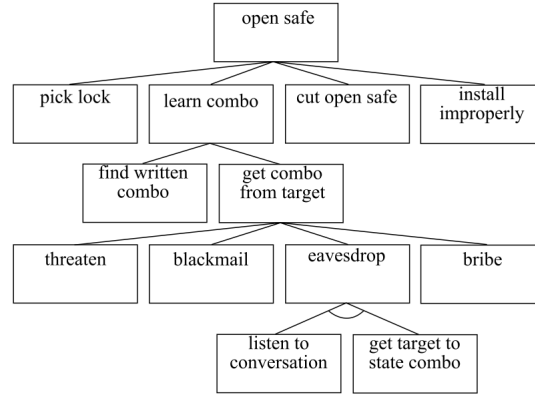 open safe
pick lock
learn combo
cut open safe
install
improperly
find written
combo
get combo
from target
threaten
blackmail
eavesdrop
bribe
listen to
conversation
get target to
state combo